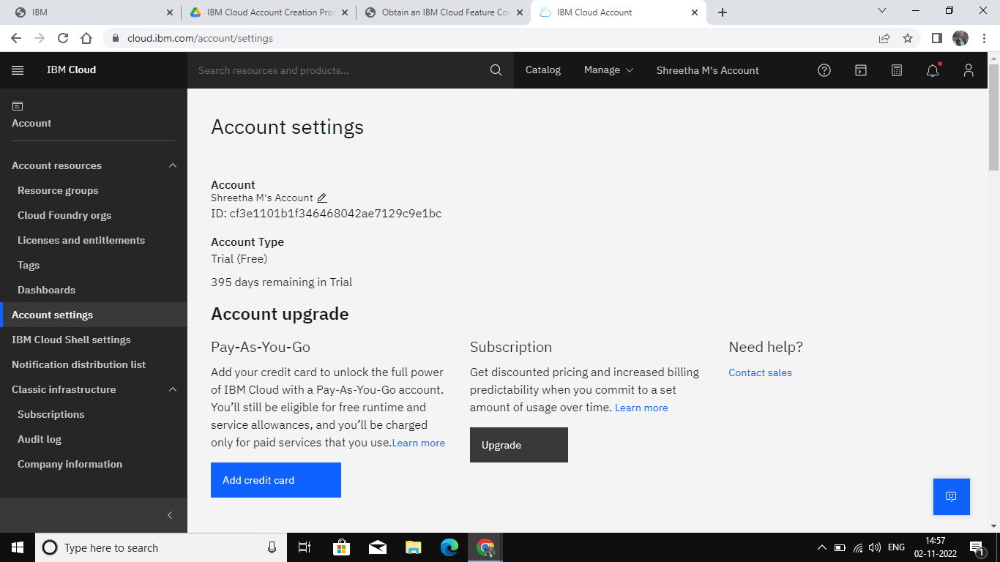 IBM
IBM Cloud Account Creation Proc
Obtain an IBM Cloud Feature Co
IBM Cloud Account
cloud.ibm.com/account/settings
IBM Cloud
Search resources and products...
Catalog
Manage
Shreetha M's Account
Account
Account resources
Resource groups
Cloud Foundry orgs
Licenses and entitlements
Tags
Dashboards
Account settings
IBM Cloud Shell settings
Notification distribution list
Classic infrastructure
Subscriptions
Audit log
Company information
Account settings
Account
Shreetha M's Account
ID: cf3e1101b1f346468042ae7129c9e1bc
Account Type
Trial (Free)
395 days remaining in Trial
Account upgrade
Pay-As-You-Go
Add your credit card to unlock the full power
of IBM Cloud with a Pay-As-You-Go account.
You’ll still be eligible for free runtime and
service allowances, and you’ll be charged
only for paid services that you use.Learn more
Add credit card
Subscription
Get discounted pricing and increased billing
predictability when you commit to a set
amount of usage over time. Learn more
Upgrade
Need help?
Contact sales
Type here to search
ENG
14:57
02-11-2022
1